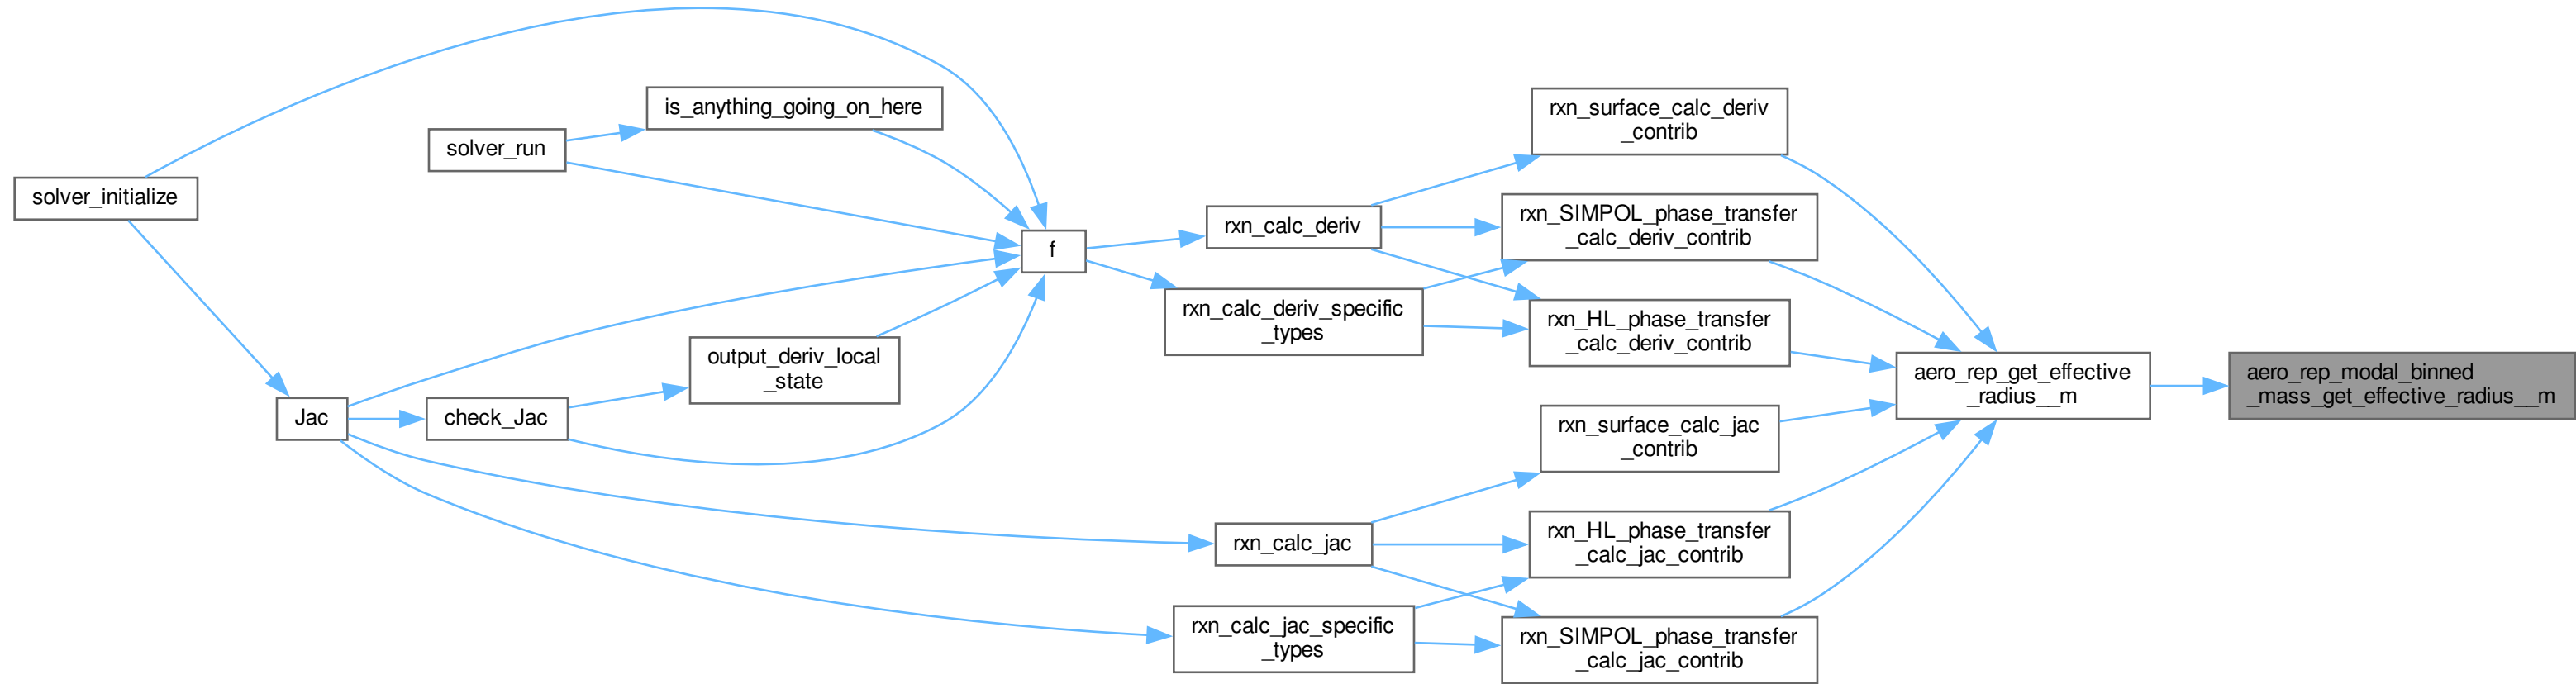 solver_initialize
solver_run
is_anything_going_on_here
Jac
check_Jac
output_deriv_local
_state
f
rxn_calc_deriv
rxn_calc_deriv_specific
_types
rxn_calc_jac
rxn_calc_jac_specific
_types
rxn_surface_calc_deriv
_contrib
rxn_SIMPOL_phase_transfer
_calc_deriv_contrib
rxn_HL_phase_transfer
_calc_deriv_contrib
rxn_surface_calc_jac
_contrib
rxn_HL_phase_transfer
_calc_jac_contrib
rxn_SIMPOL_phase_transfer
_calc_jac_contrib
aero_rep_get_effective
_radius__m
aero_rep_modal_binned
_mass_get_effective_radius__m